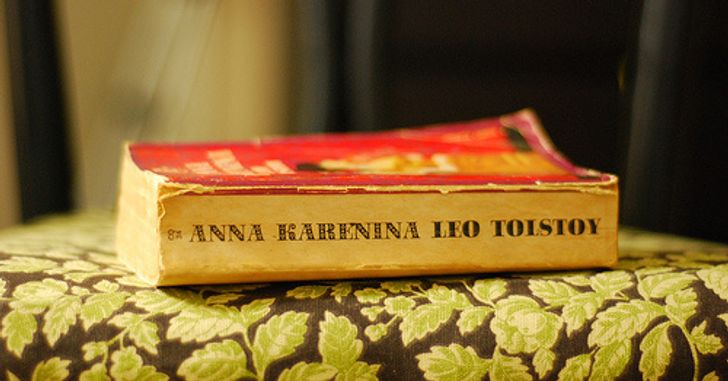 ANNA KARENINA LEO TOLSTOY